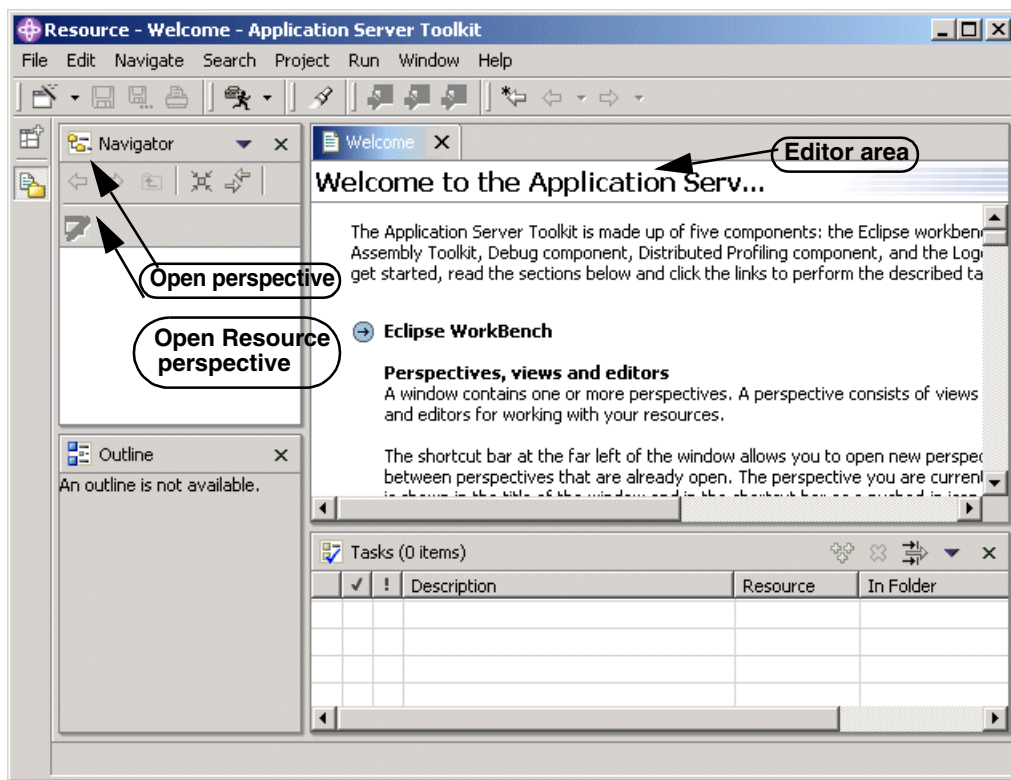 Resource - Welcome - Application Server Toolkit
File Edit Navigate Search Project Run Window Help
Navigator
Welcome
Editor area
Welcome to the Application Serv...
The Application Server Toolkit is made up of five components: the Eclipse workben
Assembly Toolkit, Debug component, Distributed Profiling component, and the Log
get started, read the sections below and click the links to perform the described ta
Open perspective
Open Resource
perspective
Eclipse WorkBench
Perspectives, views and editors
A window contains one or more perspectives. A perspective consists of views
and editors for working with your resources.
Outline
An outline is not available.
The shortcut bar at the far left of the window allows you to open new perspec
between perspectives that are already open. The perspective you are current
Tasks (0 items)
! Description Resource In Folder